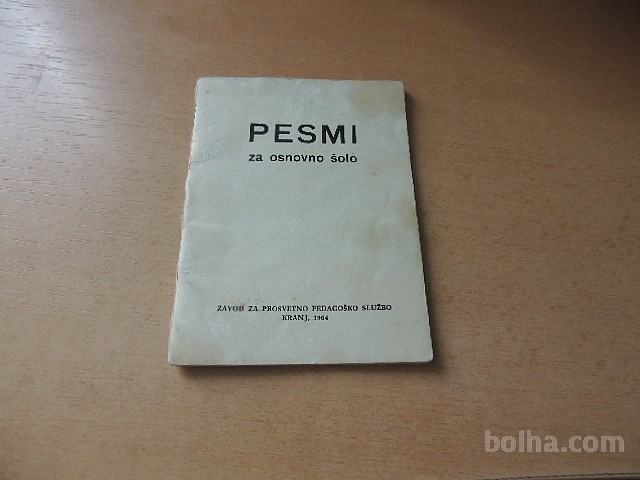 PESMI
za osnovno šolo
ZAVOD ZA PROSVETNO PEDAGOŠKO SLUŽBO
KRANJ, 1964
bolha.com